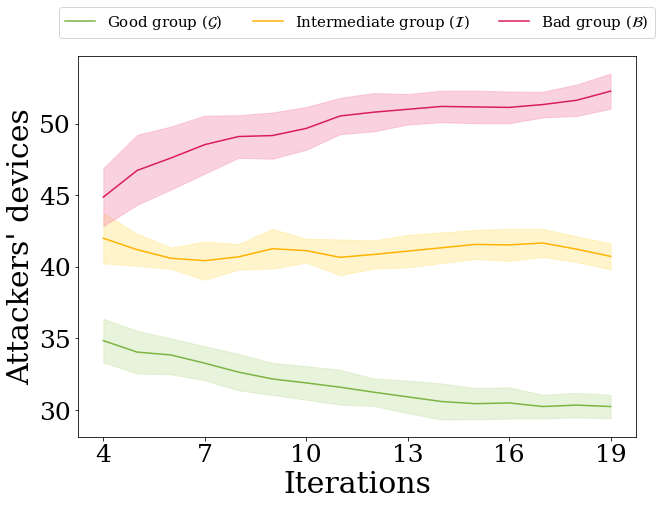 Good group (𝒢) Intermediate group (ℐ) Bad group (ℬ)
Attackers' devices
50
45
40
35
30
4 7 10 13 16 19
Iterations